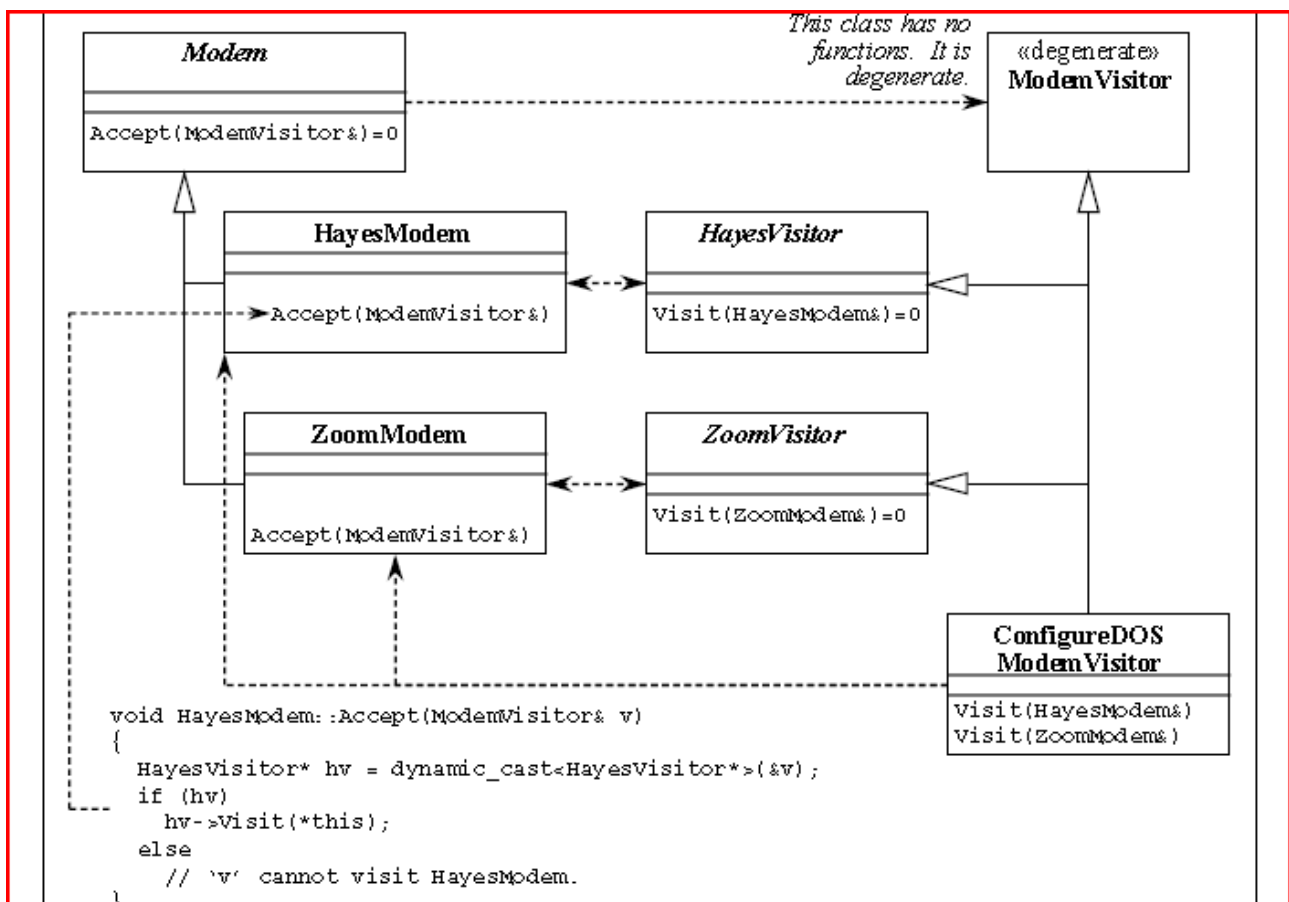 This class has no
functions. It is
degenerate.
Modem
Accept(ModemVisitor&)=0
«degenerate»
ModemVisitor
HayesModem
Accept(ModemVisitor&)
HayesVisitor
Visit(HayesModem&)=0
ZoomModem
Accept(ModemVisitor&)
ZoomVisitor
Visit(ZoomModem&)=0
ConfigureDOS
ModemVisitor
Visit(HayesModem&)
Visit(ZoomModem&)
void HayesModem::Accept(ModemVisitor& v)
{
HayesVisitor* hv = dynamic_cast<HayesVisitor*>(&v);
if (hv)
hv->Visit(*this);
else
// ‘v’ cannot visit HayesModem.
}